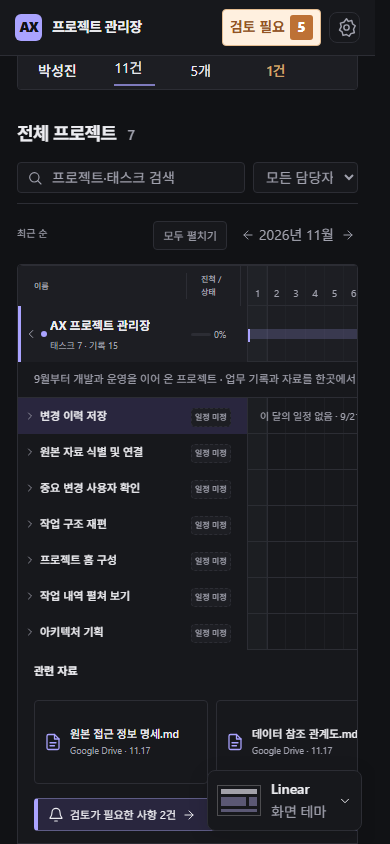 AX 프로젝트 관리장 검토 필요 5
박성진 11건 5개 1건
전체 프로젝트 7
프로젝트·태스크 검색 모든 담당자
최근 순 모두 펼치기 2026년 11월
이름 진척 / 상태 1 2 3 4 5 6
AX 프로젝트 관리장 0%
태스크 7 · 기록 15
9월부터 개발과 운영을 이어 온 프로젝트 · 업무 기록과 자료를 한곳에서
변경 이력 저장 일정 미정 이 달의 일정 없음 · 9/2
원본 자료 식별 및 연결 일정 미정
중요 변경 사용자 확인 일정 미정
작업 구조 재편 일정 미정
프로젝트 홈 구성 일정 미정
작업 내역 펼쳐 보기 일정 미정
아키텍처 기획 일정 미정
관련 자료
원본 접근 정보 명세.md 데이터 참조 관계도.md
Google Drive · 11.17 Google Drive · 11.17
Linear
화면 테마
검토가 필요한 사항 2건